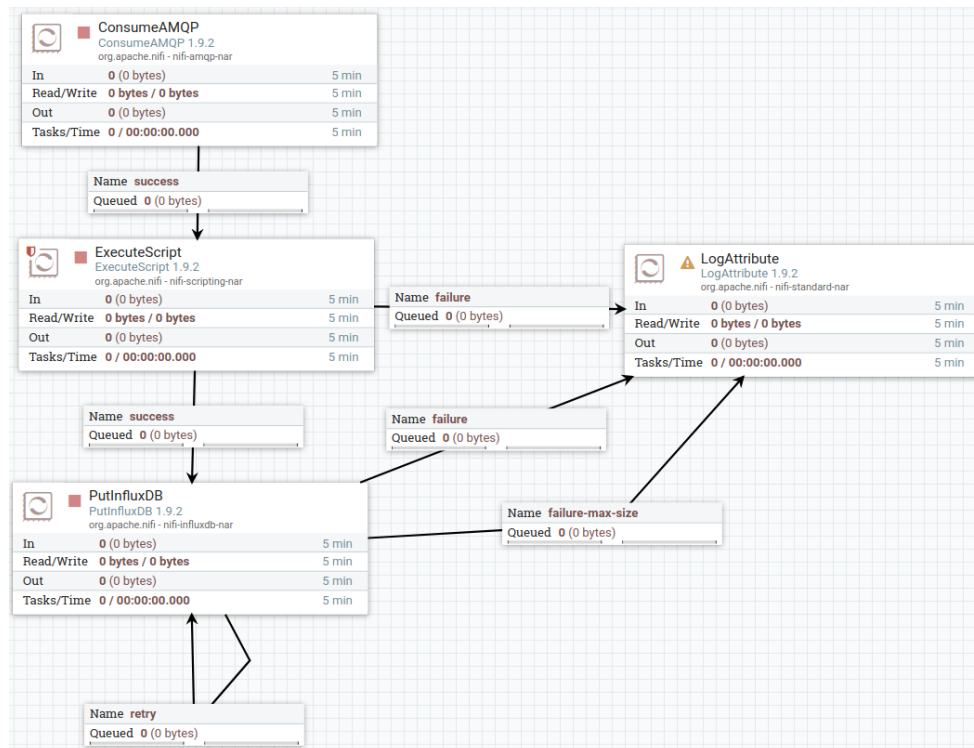 ConsumeAMQP
ConsumeAMQP 1.9.2
org.apache.nifi - nifi-amqp-nar
In 0 (0 bytes) 5 min
Read/Write 0 bytes / 0 bytes 5 min
Out 0 (0 bytes) 5 min
Tasks/Time 0 / 00:00:00.000 5 min
Name success
Queued 0 (0 bytes)
ExecuteScript
ExecuteScript 1.9.2
org.apache.nifi - nifi-scripting-nar
In 0 (0 bytes) 5 min
Read/Write 0 bytes / 0 bytes 5 min
Out 0 (0 bytes) 5 min
Tasks/Time 0 / 00:00:00.000 5 min
Name failure
Queued 0 (0 bytes)
LogAttribute
LogAttribute 1.9.2
org.apache.nifi - nifi-standard-nar
In 0 (0 bytes) 5 min
Read/Write 0 bytes / 0 bytes 5 min
Out 0 (0 bytes) 5 min
Tasks/Time 0 / 00:00:00.000 5 min
Name success
Queued 0 (0 bytes)
Name failure
Queued 0 (0 bytes)
PutInfluxDB
PutInfluxDB 1.9.2
org.apache.nifi - nifi-influxdb-nar
In 0 (0 bytes) 5 min
Read/Write 0 bytes / 0 bytes 5 min
Out 0 (0 bytes) 5 min
Tasks/Time 0 / 00:00:00.000 5 min
Name failure-max-size
Queued 0 (0 bytes)
Name retry
Queued 0 (0 bytes)